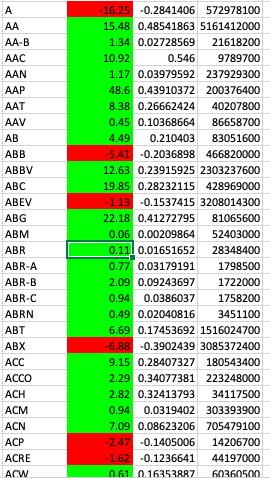 A -16.25 -0.2841406 572978100
AA 15.48 0.48541863 5161412000
AA-B 1.34 0.02728569 21618200
AAC 10.92 0.546 9789700
AAN 1.17 0.03979592 237929300
AAP 48.6 0.43910372 200376400
AAT 8.38 0.26662424 40207800
AAV 0.45 0.10368664 86658700
AB 4.49 0.210403 83051600
ABB -5.41 -0.2036898 466820000
ABBV 12.63 0.23915925 2303237600
ABC 19.85 0.28232115 428969000
ABEV -1.13 -0.1537415 3208014300
ABG 22.18 0.41272795 81065600
ABM 0.06 0.00209864 52403000
ABR 0.11 0.01651652 28348400
ABR-A 0.77 0.03179191 1798500
ABR-B 2.09 0.09243697 1722000
ABR-C 0.94 0.0386037 1758200
ABRN 0.49 0.02040816 3451100
ABT 6.69 0.17453692 1516024700
ABX -6.88 -0.3902439 3085372400
ACC 9.15 0.28407327 180543400
ACCO 2.29 0.34077381 223248000
ACH 2.82 0.32413793 34117500
ACM 0.94 0.0319402 303393900
ACN 7.09 0.08623206 705479100
ACP -2.47 -0.1405006 14206700
ACRE -1.62 -0.1236641 44197000
ACW 0.61 0.16353887 60360500